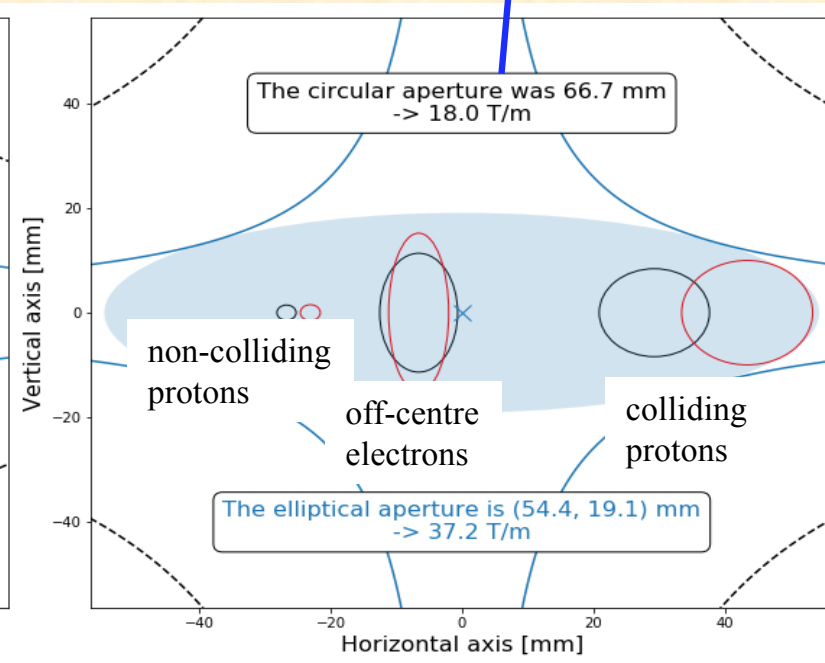 The circular aperture was 66.7 mm
-> 18.0 T/m
40
20
0
−20
−40
Vertical axis [mm]
non-colliding
protons
off-centre
electrons
colliding
protons
The elliptical aperture is (54.4, 19.1) mm
-> 37.2 T/m
−40
−20
0
20
40
Horizontal axis [mm]